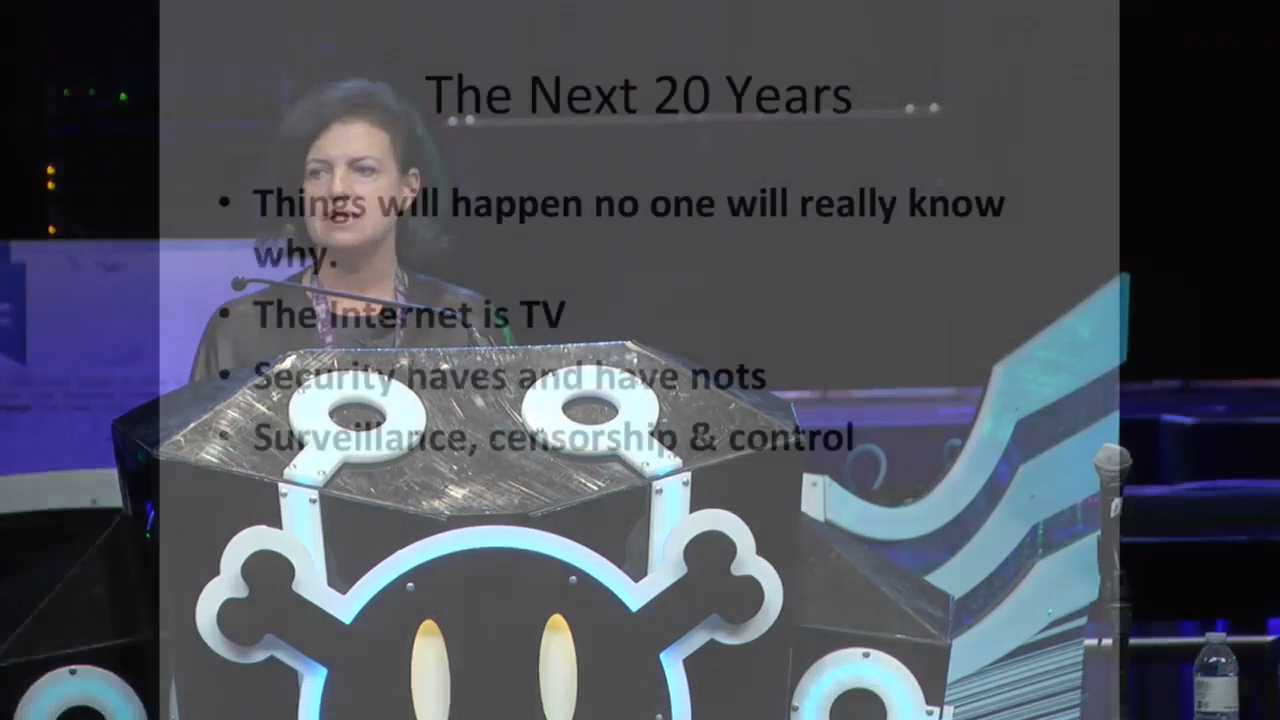 The Next 20 Years
• Things will happen no one will really know
why.
• The Internet is TV
• Security haves and have nots
• Surveillance, censorship & control